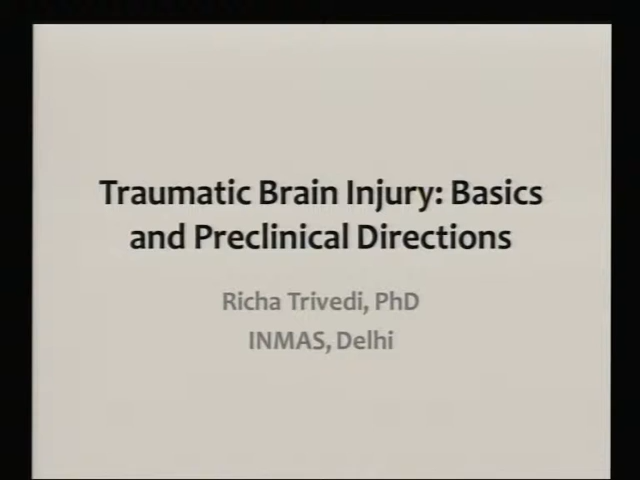 Traumatic Brain Injury: Basics
and Preclinical Directions
Richa Trivedi, PhD
INMAS, Delhi